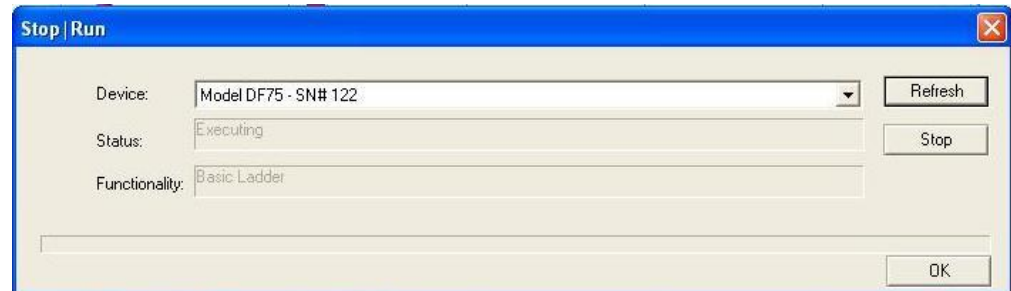 Stop | Run
Device: Model DF75 - SN# 122 Refresh
Status: Executing Stop
Functionality: Basic Ladder
OK